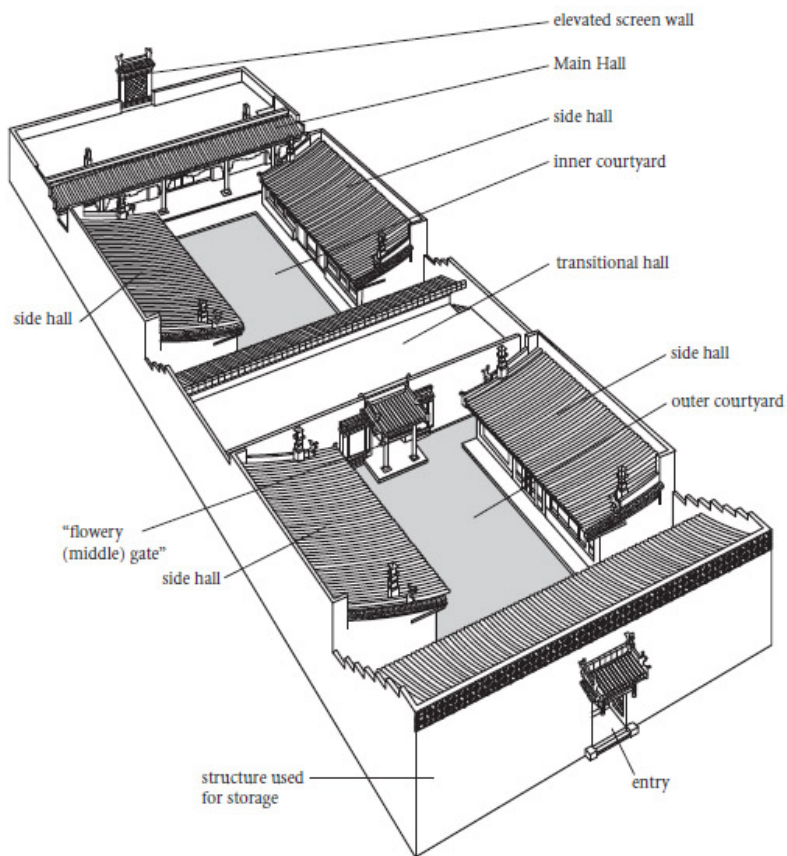 elevated screen wall
Main Hall
side hall
inner courtyard
transitional hall
side hall
side hall
outer courtyard
“flowery
(middle) gate”
side hall
structure used
for storage
entry